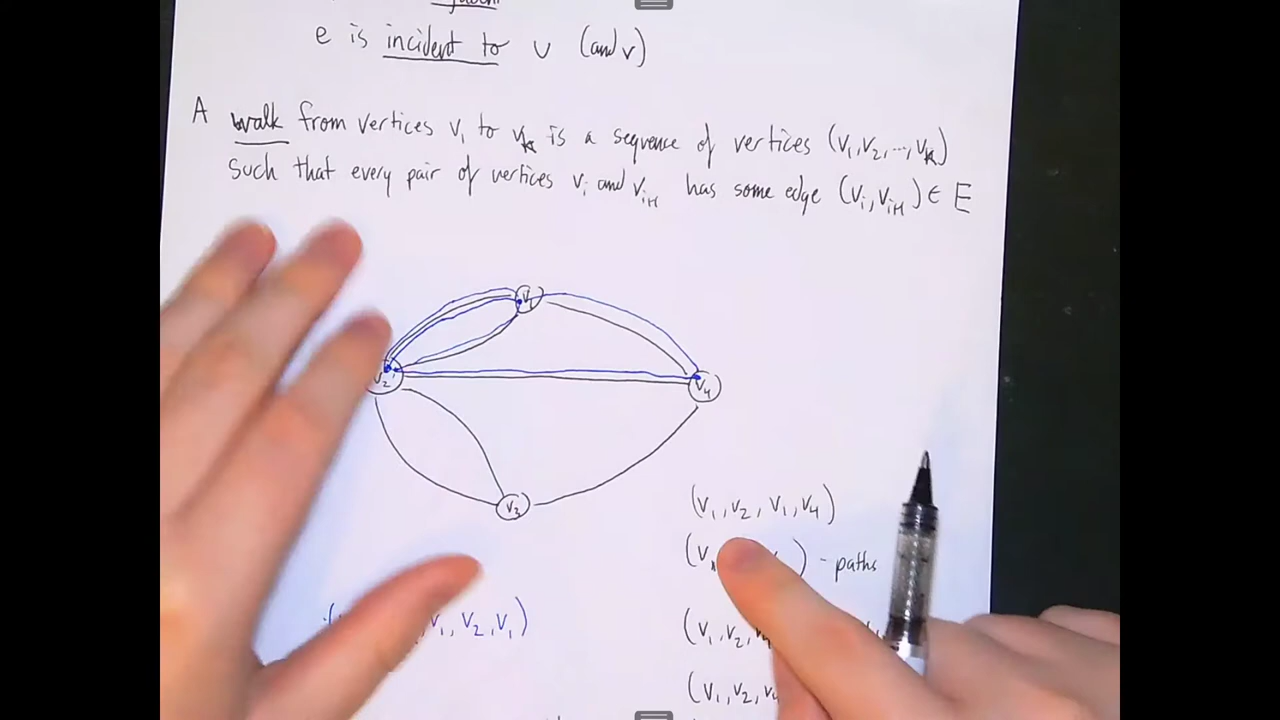 e is incident to u (and v)
A walk from vertices v1 to vk is a sequence of vertices (v1, v2, ..., vk)
such that every pair of vertices vi and vi+1 has some edge (vi, vi+1) ∈ E
v1
v2
v4
v3
(v1, v2, v1, v4)
- paths
v1, v2, v1)
(v1, v2,
(v1, v2,